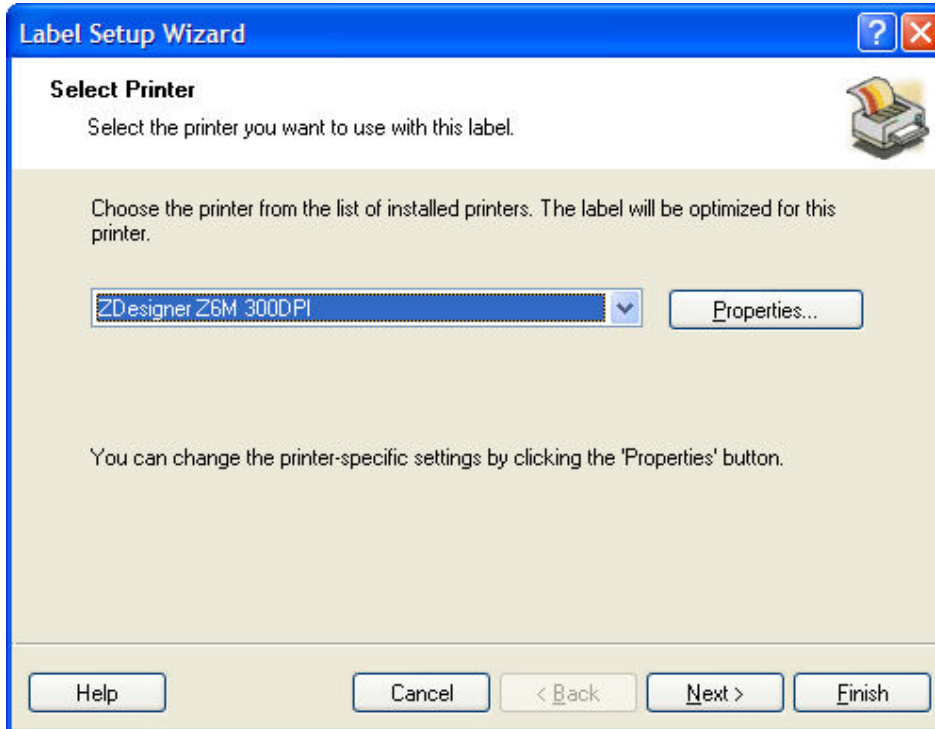 Label Setup Wizard
Select Printer
Select the printer you want to use with this label.
Choose the printer from the list of installed printers. The label will be optimized for this
printer.
ZDesigner Z6M 300DPI
Properties...
You can change the printer-specific settings by clicking the 'Properties' button.
Help
Cancel
< Back
Next >
Finish